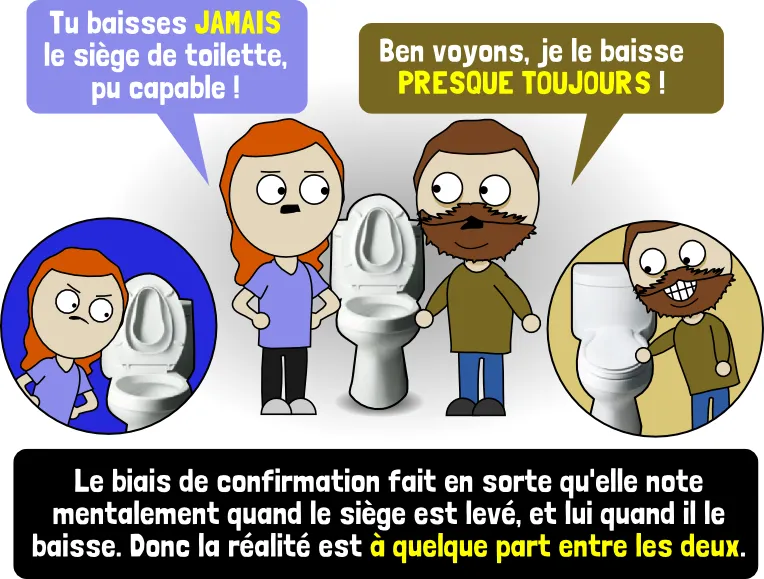 Tu baisses JAMAIS
le siège de toilette,
pu capable !
Ben voyons, je le baisse
PRESQUE TOUJOURS !
Le biais de confirmation fait en sorte qu'elle note
mentalement quand le siège est levé, et lui quand il le
baisse. Donc la réalité est à quelque part entre les deux.